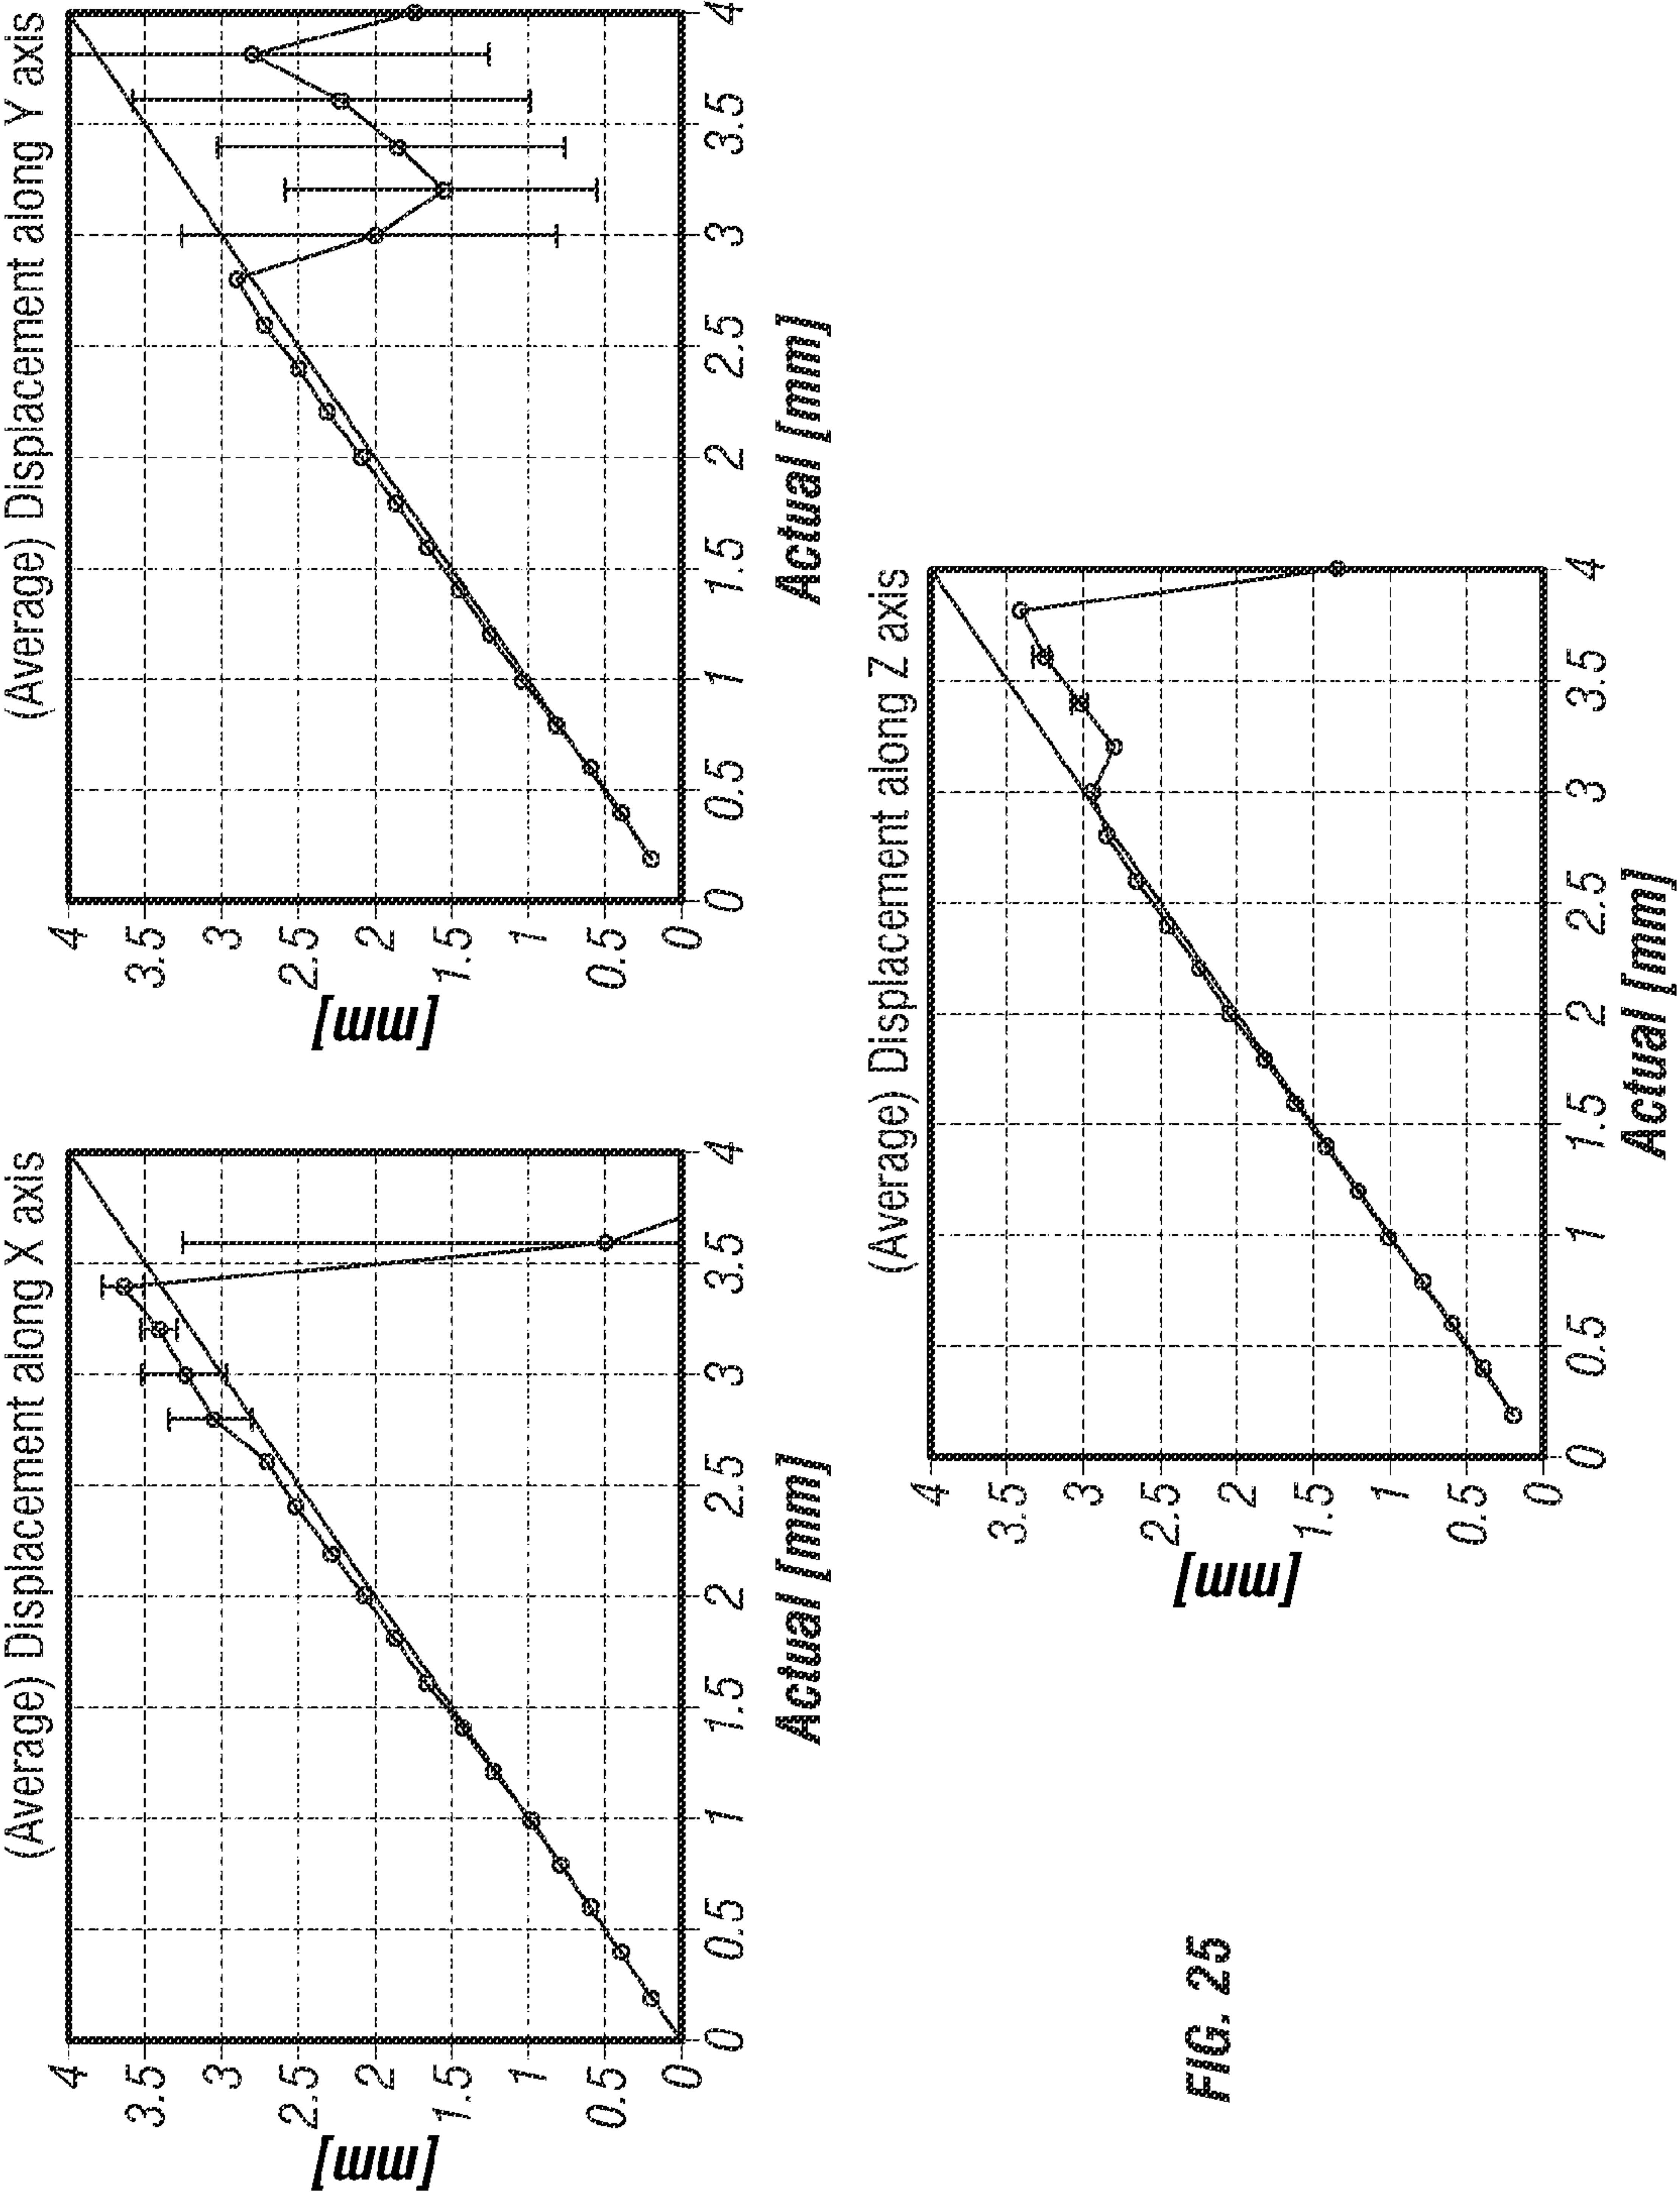 (Average) Displacement along X axis
[mm]
4
3.5
3
2.5
2
1.5
1
0.5
0
0 0.5 1 1.5 2 2.5 3 3.5 4
Actual [mm]
(Average) Displacement along Y axis
[mm]
4
3.5
3
2.5
2
1.5
1
0.5
0
0 0.5 1 1.5 2 2.5 3 3.5 4
Actual [mm]
(Average) Displacement along Z axis
[mm]
4
3.5
3
2.5
2
1.5
1
0.5
0
0 0.5 1 1.5 2 2.5 3 3.5 4
Actual [mm]
FIG. 25